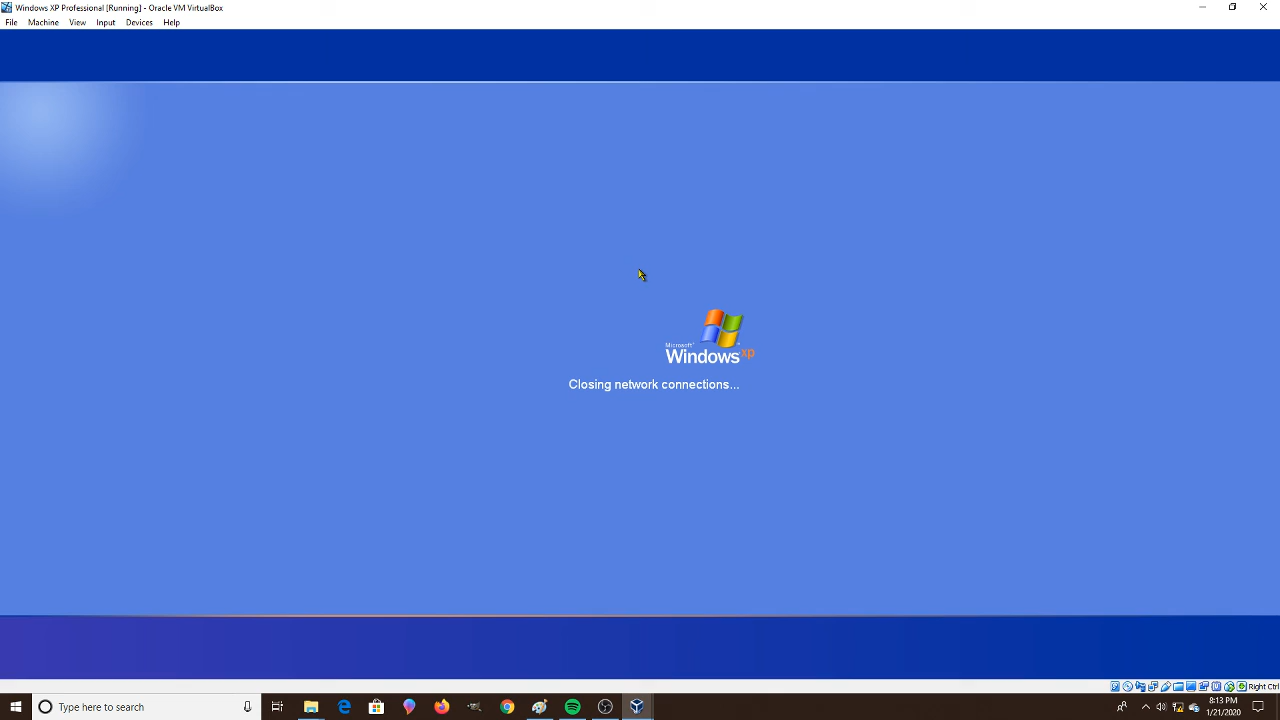 Windows XP Professional [Running] - Oracle VM VirtualBox
File Machine View Input Devices Help
Microsoft®
Windows xp
Closing network connections...
Right Ctrl
Type here to search
8:13 PM
1/21/2020